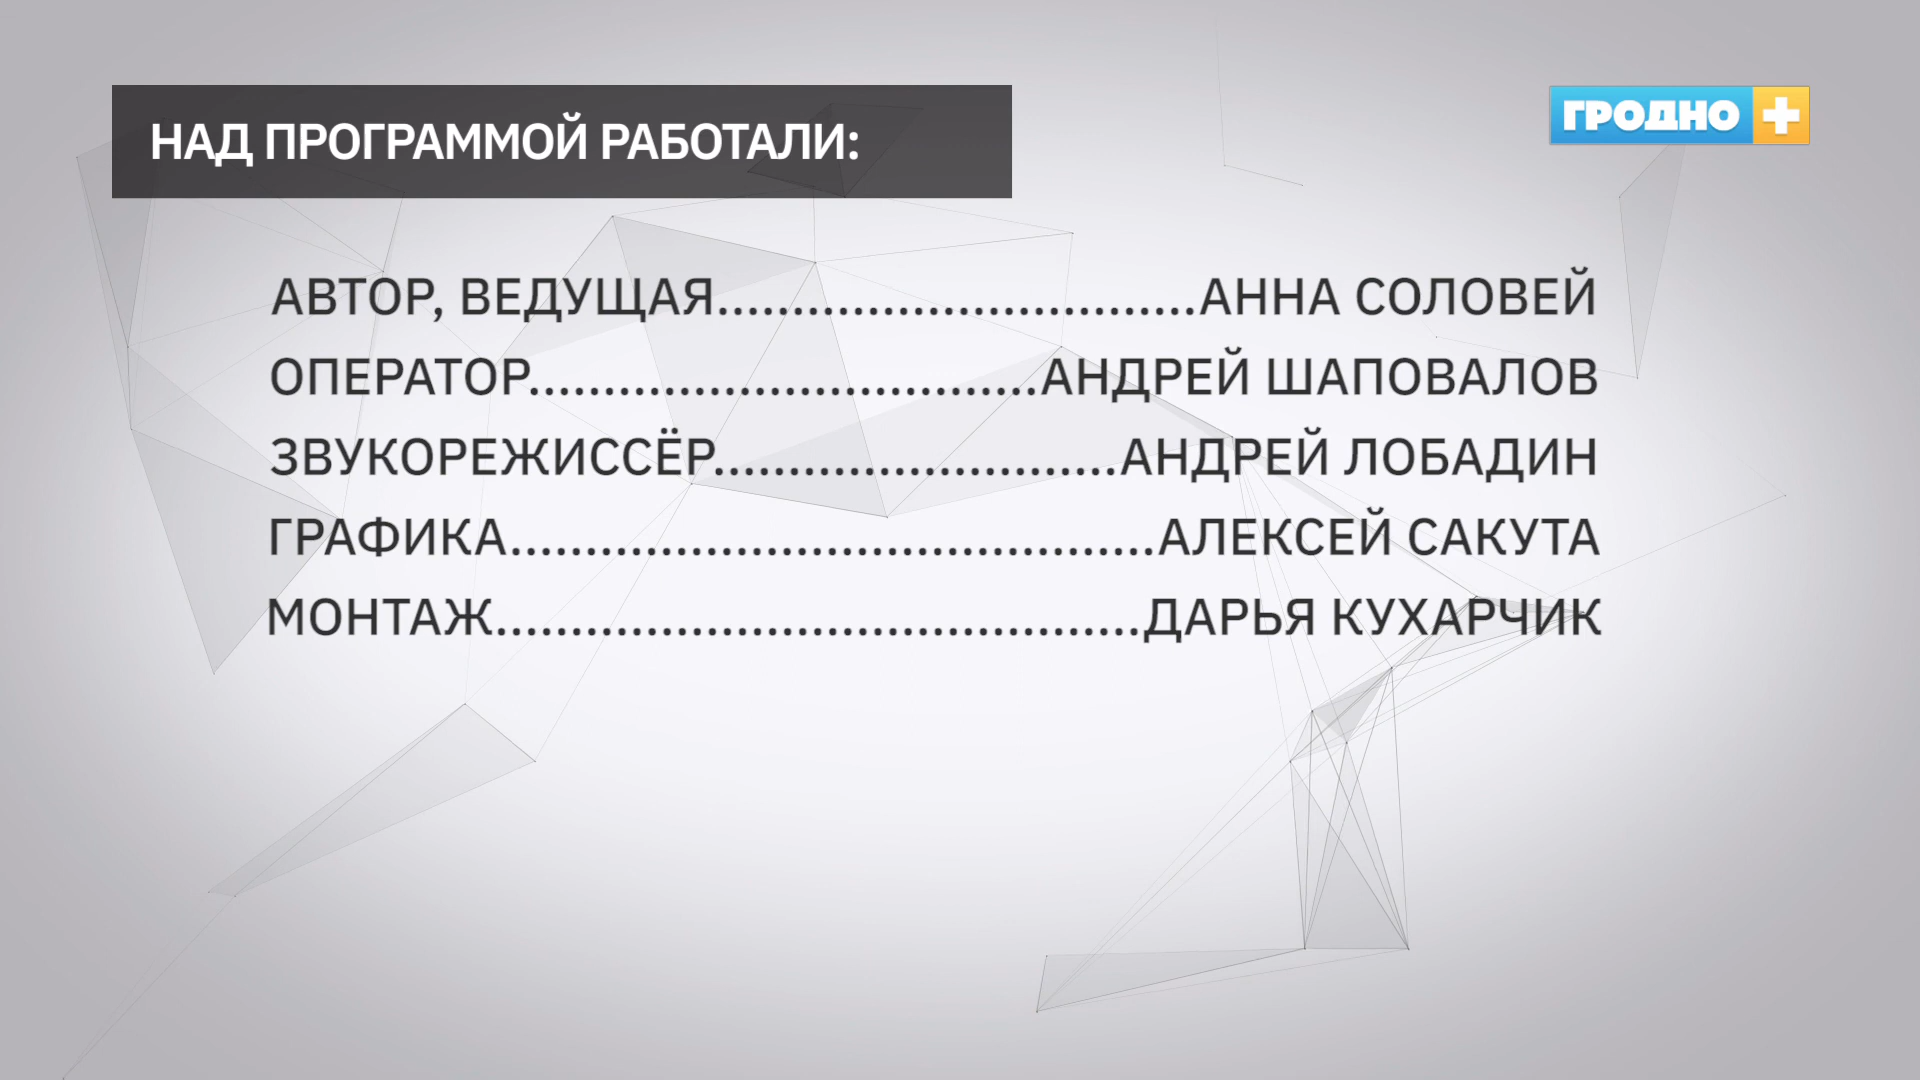 НАД ПРОГРАММОЙ РАБОТАЛИ:
ГРОДНО +
АВТОР, ВЕДУЩАЯ................................АННА СОЛОВЕЙ
ОПЕРАТОР..................................АНДРЕЙ ШАПОВАЛОВ
ЗВУКОРЕЖИССЁР...........................АНДРЕЙ ЛОБАДИН
ГРАФИКА...........................................АЛЕКСЕЙ САКУТА
МОНТАЖ...........................................ДАРЬЯ КУХАРЧИК